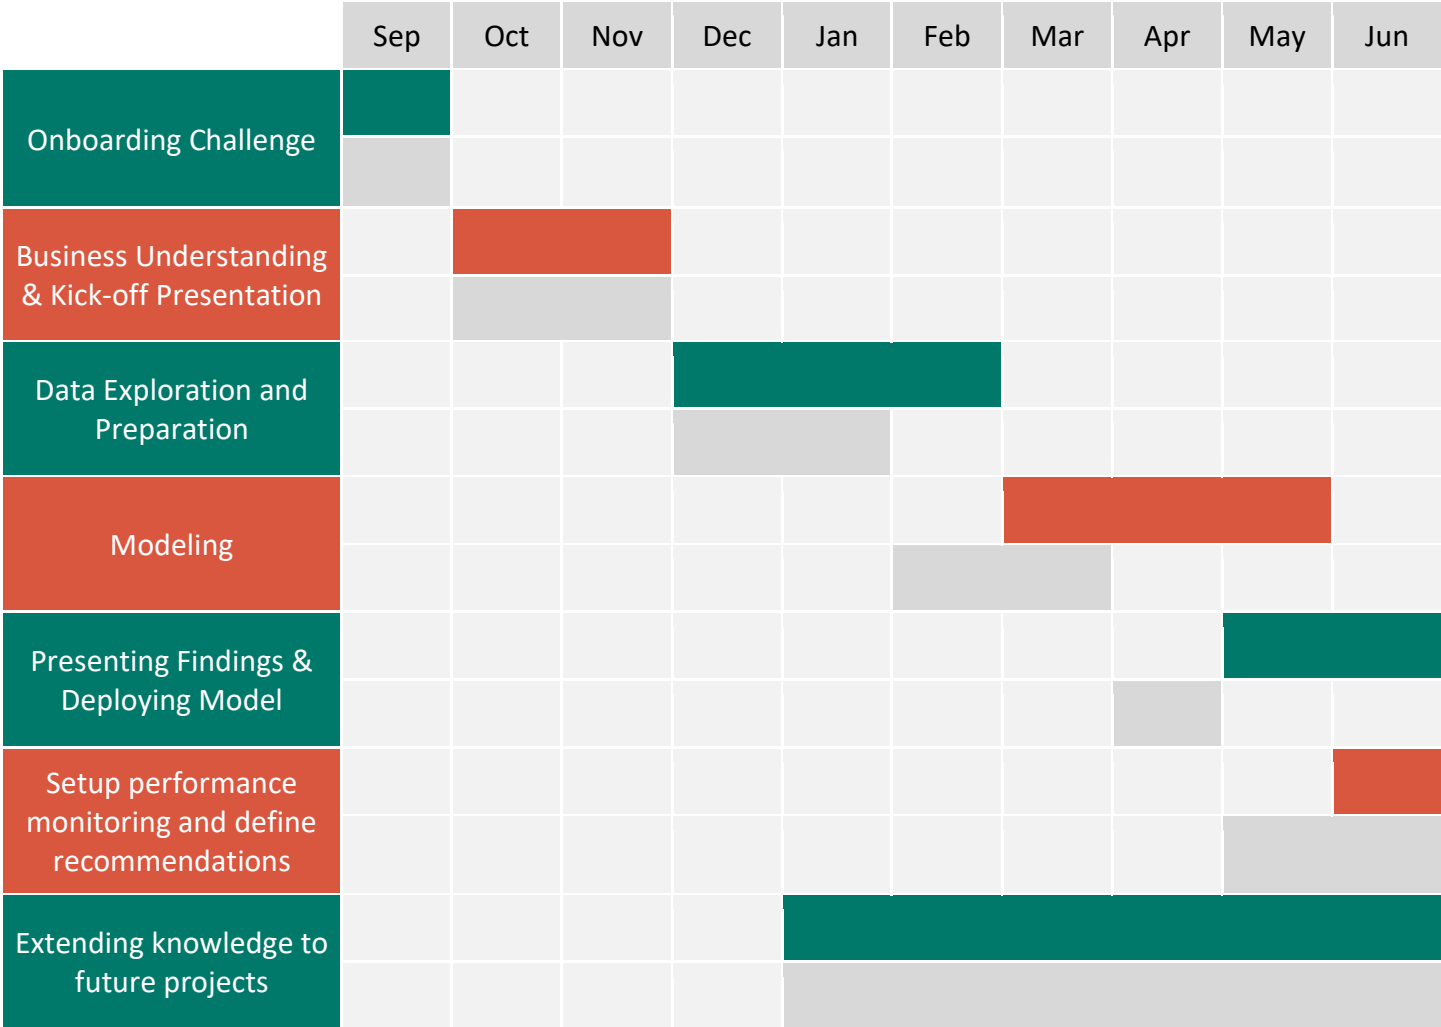 Sep Oct Nov Dec Jan Feb Mar Apr May Jun
Onboarding Challenge
Business Understanding
& Kick-off Presentation
Data Exploration and
Preparation
Modeling
Presenting Findings &
Deploying Model
Setup performance
monitoring and define
recommendations
Extending knowledge to
future projects